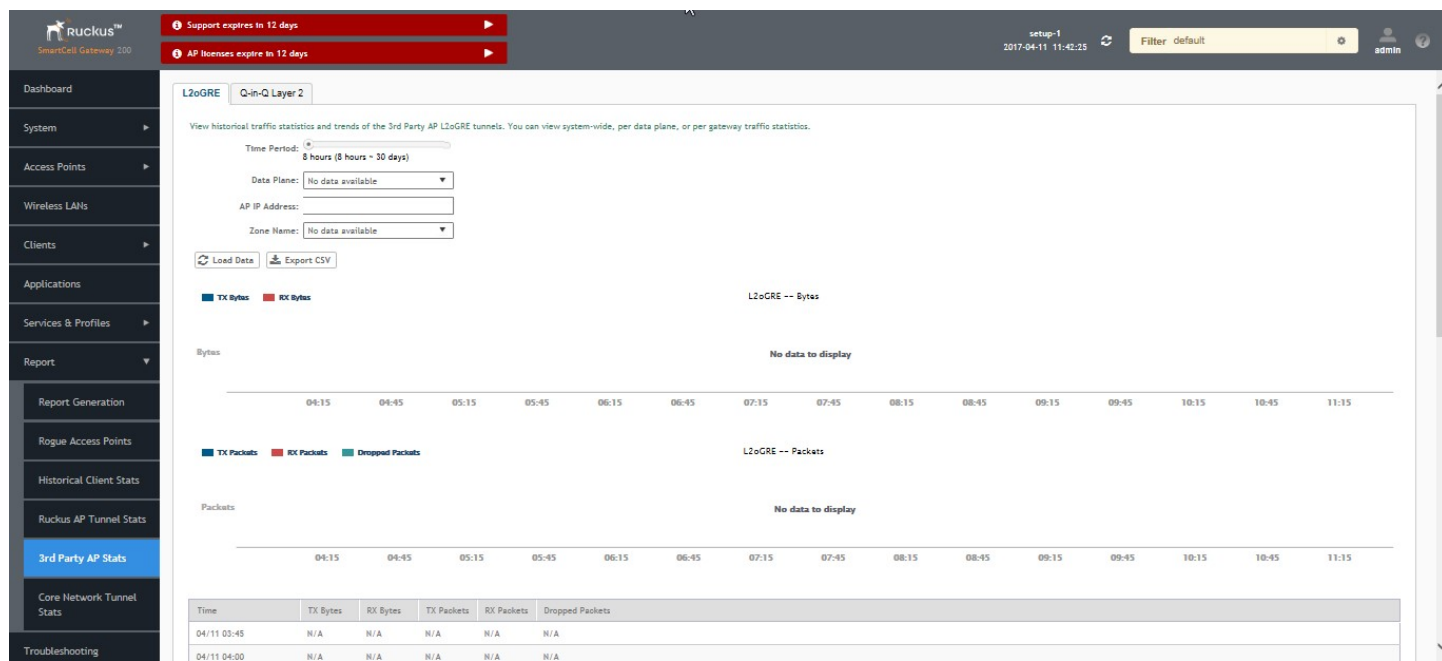 Ruckus™
SmartCell Gateway 200
Support expires in 12 days
AP licenses expire in 12 days
setup-1
2017-04-11 11:42:25
Filter default
admin
Dashboard
System
Access Points
Wireless LANs
Clients
Applications
Services & Profiles
Report
Report Generation
Rogue Access Points
Historical Client Stats
Ruckus AP Tunnel Stats
3rd Party AP Stats
Core Network Tunnel
Stats
Troubleshooting
L2oGRE Q-in-Q Layer 2
View historical traffic statistics and trends of the 3rd Party AP L2oGRE tunnels. You can view system-wide, per data plane, or per gateway traffic statistics.
Time Period:
8 hours (8 hours ~ 30 days)
Data Plane: No data available
AP IP Address:
Zone Name: No data available
Load Data Export CSV
TX Bytes RX Bytes L2oGRE -- Bytes
Bytes No data to display
04:15 04:45 05:15 05:45 06:15 06:45 07:15 07:45 08:15 08:45 09:15 09:45 10:15 10:45 11:15
TX Packets RX Packets Dropped Packets L2oGRE -- Packets
Packets No data to display
04:15 04:45 05:15 05:45 06:15 06:45 07:15 07:45 08:15 08:45 09:15 09:45 10:15 10:45 11:15
Time TX Bytes RX Bytes TX Packets RX Packets Dropped Packets
04/11 03:45 N/A N/A N/A N/A N/A
04/11 04:00 N/A N/A N/A N/A N/A